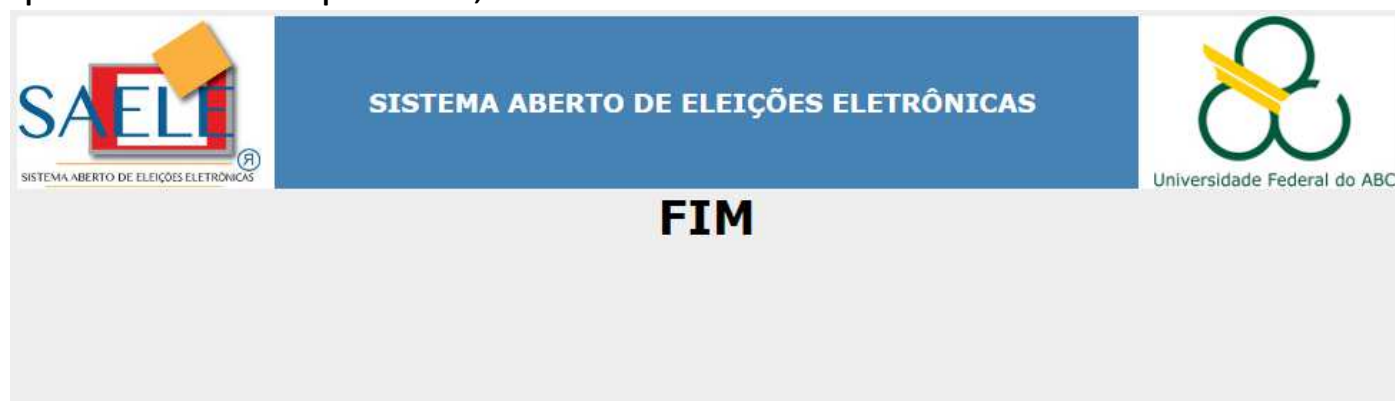 SAELE
SISTEMA ABERTO DE ELEIÇÕES ELETRÔNICAS
SISTEMA ABERTO DE ELEIÇÕES ELETRÔNICAS
Universidade Federal do ABC
FIM